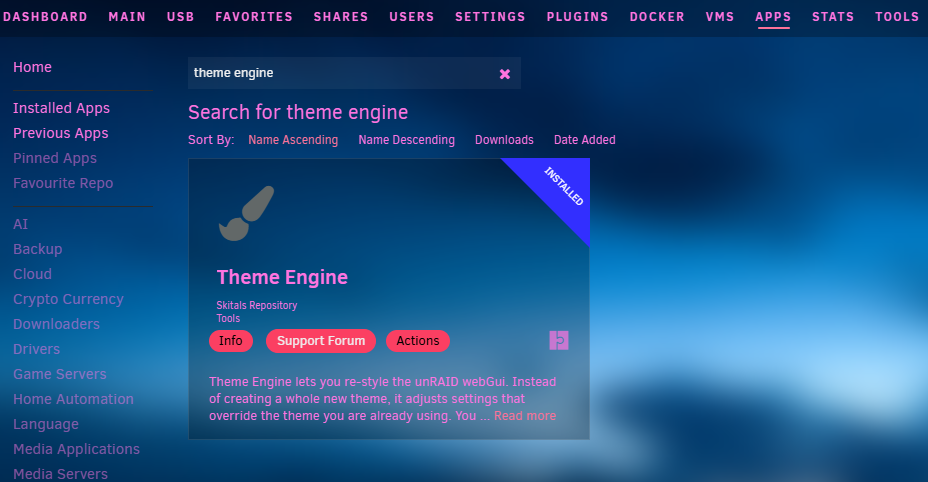 DASHBOARD MAIN USB FAVORITES SHARES USERS SETTINGS PLUGINS DOCKER VMS APPS STATS TOOLS
Home
Installed Apps
Previous Apps
Pinned Apps
Favourite Repo
AI
Backup
Cloud
Crypto Currency
Downloaders
Drivers
Game Servers
Home Automation
Language
Media Applications
Media Servers
theme engine
Search for theme engine
Sort By: Name Ascending Name Descending Downloads Date Added
INSTALLED
Theme Engine
Skitals Repository
Tools
Info Support Forum Actions
Theme Engine lets you re-style the unRAID webGui. Instead
of creating a whole new theme, it adjusts settings that
override the theme you are already using. You ... Read more